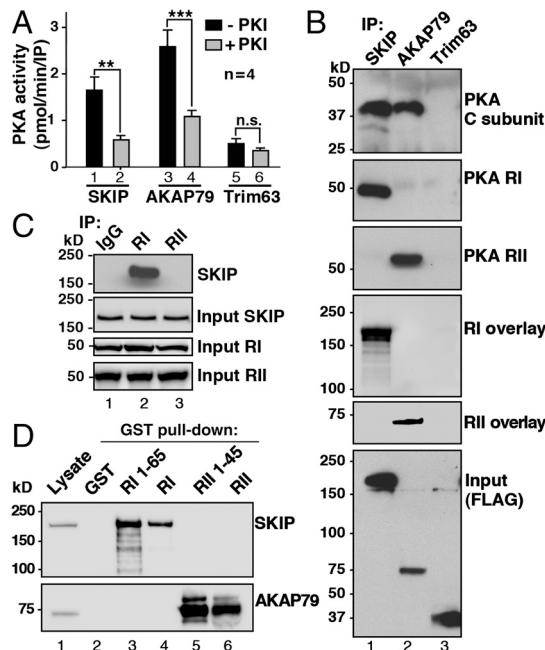 A
PKA activity
(pmol/min/IP)
3
2
1
0
**
***
n.s.
- PKI
+ PKI
n=4
1 2 3 4 5 6
SKIP AKAP79 Trim63
B
IP:
SKIP AKAP79 Trim63
kD
50
37
25
PKA
C subunit
50
PKA RI
50
PKA RII
250
150
100
RI overlay
75
RII overlay
250
150
100
75
50
37
Input
(FLAG)
1 2 3
C
IP:
IgG RI RII
kD
250
150
SKIP
250
150
Input SKIP
50
Input RI
50
Input RII
1 2 3
D
GST pull-down:
Lysate GST RI 1-65 RI RII 1-45 RII
kD
250
150
100
SKIP
75
AKAP79
1 2 3 4 5 6